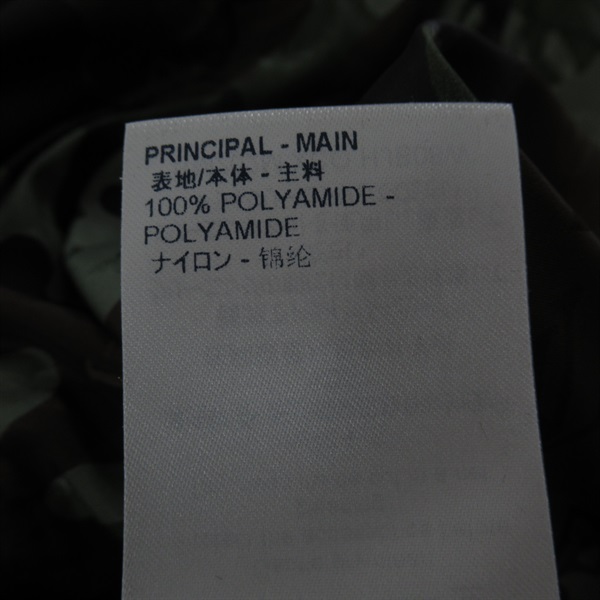 PRINCIPAL - MAIN
表地/本体 - 主料
100% POLYAMIDE -
POLYAMIDE
ナイロン - 锦纶